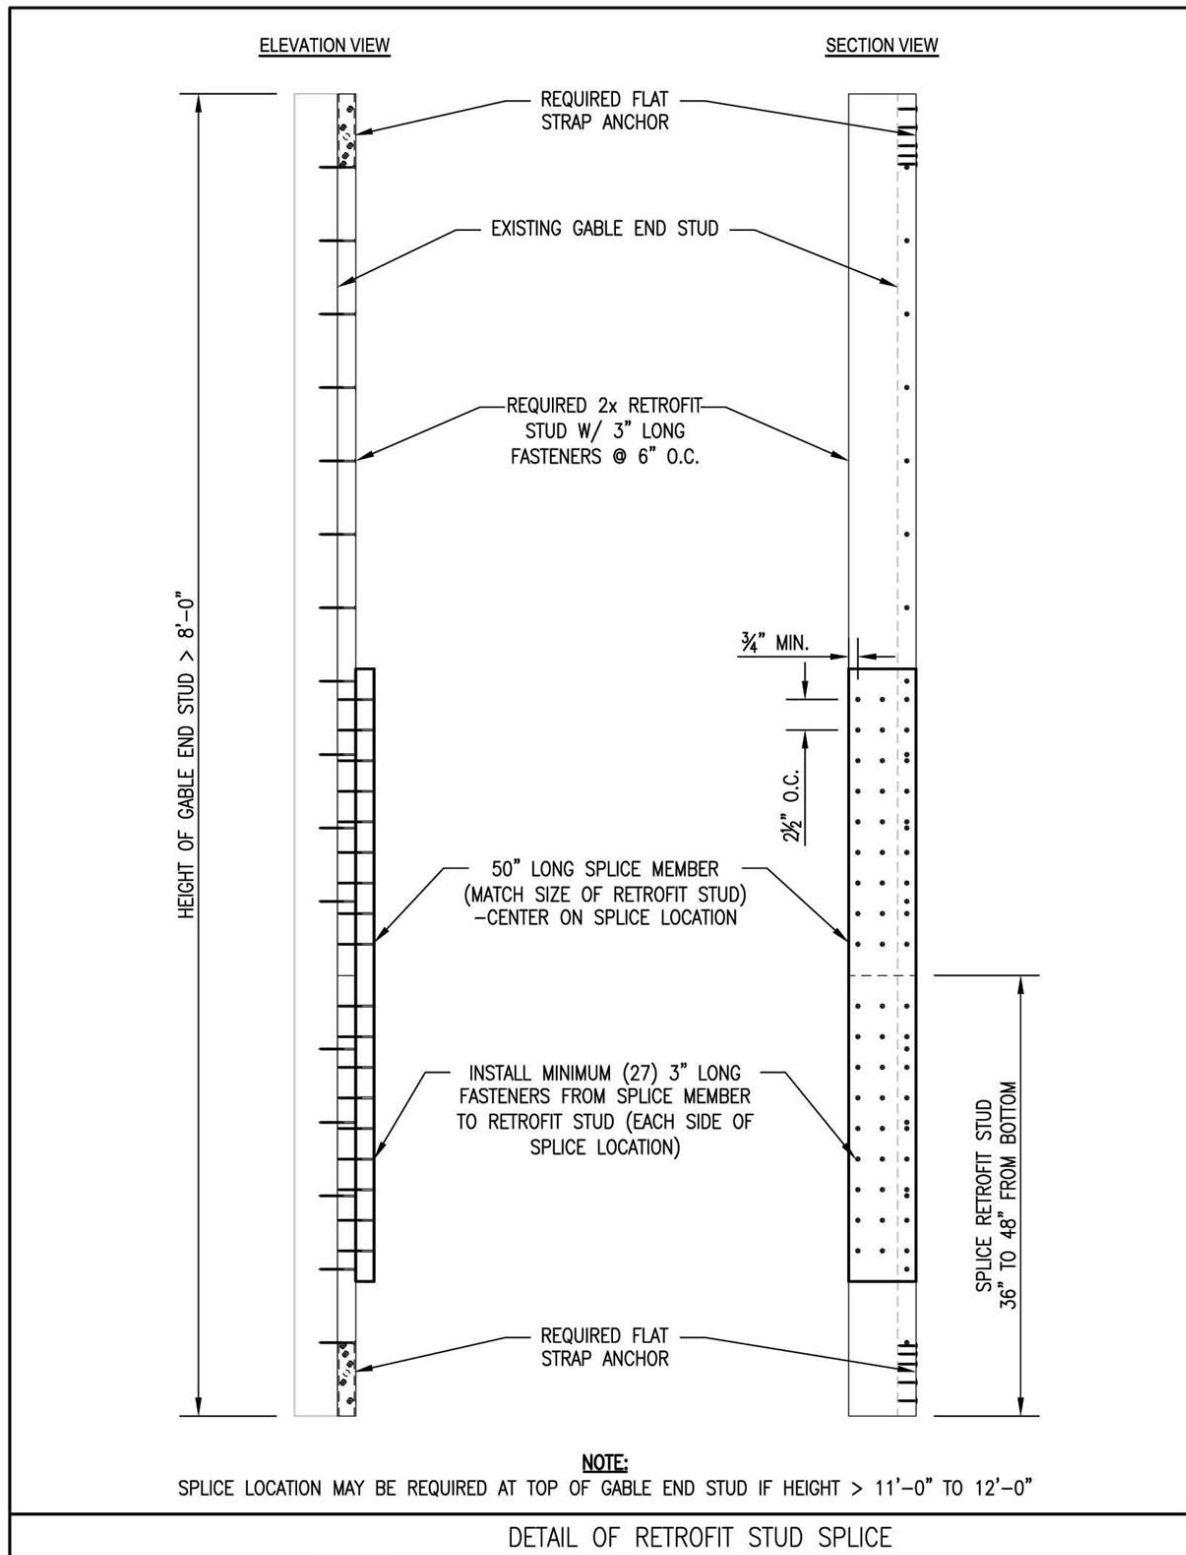 ELEVATION VIEW
SECTION VIEW
REQUIRED FLAT
STRAP ANCHOR
EXISTING GABLE END STUD
REQUIRED 2x RETROFIT
STUD W/ 3" LONG
FASTENERS @ 6" O.C.
HEIGHT OF GABLE END STUD > 8'-0"
¾" MIN.
2½" O.C.
50" LONG SPLICE MEMBER
(MATCH SIZE OF RETROFIT STUD)
-CENTER ON SPLICE LOCATION
INSTALL MINIMUM (27) 3" LONG
FASTENERS FROM SPLICE MEMBER
TO RETROFIT STUD (EACH SIDE OF
SPLICE LOCATION)
SPLICE RETROFIT STUD
36" TO 48" FROM BOTTOM
REQUIRED FLAT
STRAP ANCHOR
NOTE:
SPLICE LOCATION MAY BE REQUIRED AT TOP OF GABLE END STUD IF HEIGHT > 11'-0" TO 12'-0"
DETAIL OF RETROFIT STUD SPLICE